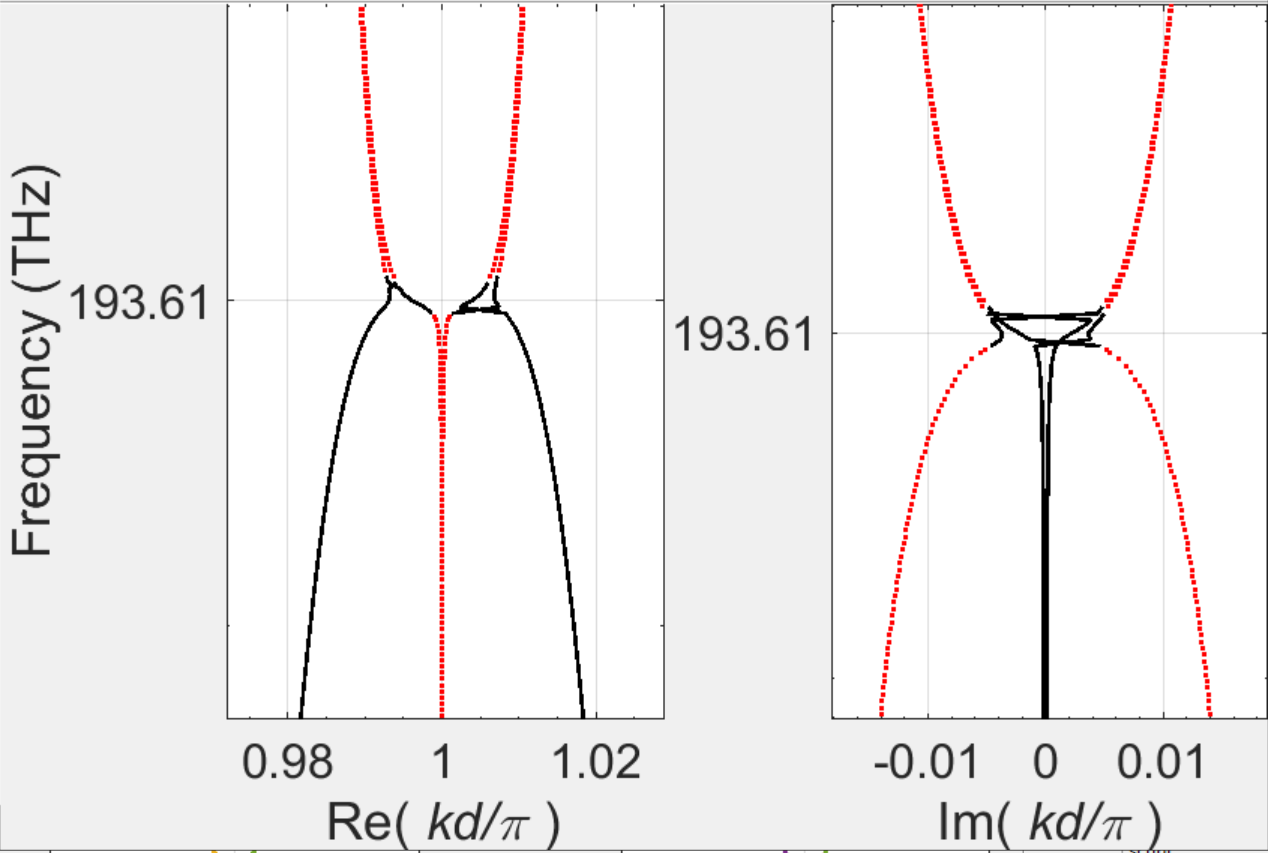 Frequency (THz)
193.61
0.98 1 1.02
Re( kd/π )
193.61
-0.01 0 0.01
Im( kd/π )